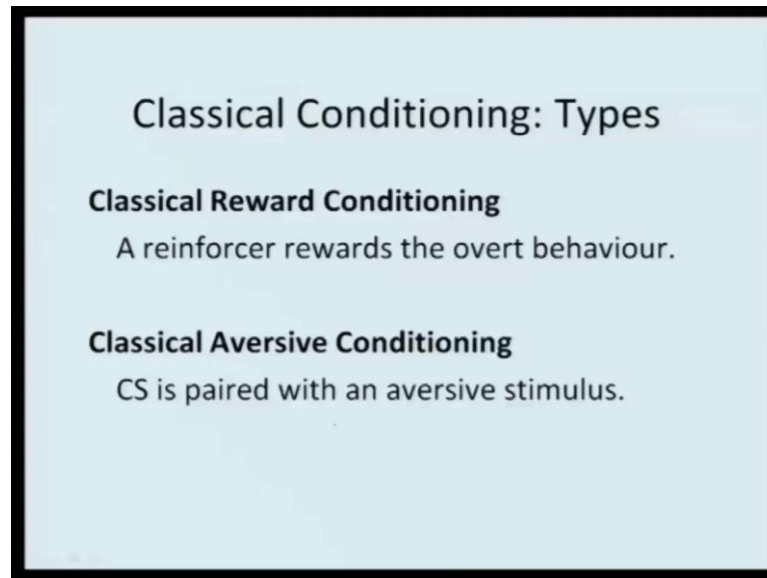 Classical Conditioning: Types
Classical Reward Conditioning
A reinforcer rewards the overt behaviour.
Classical Aversive Conditioning
CS is paired with an aversive stimulus.